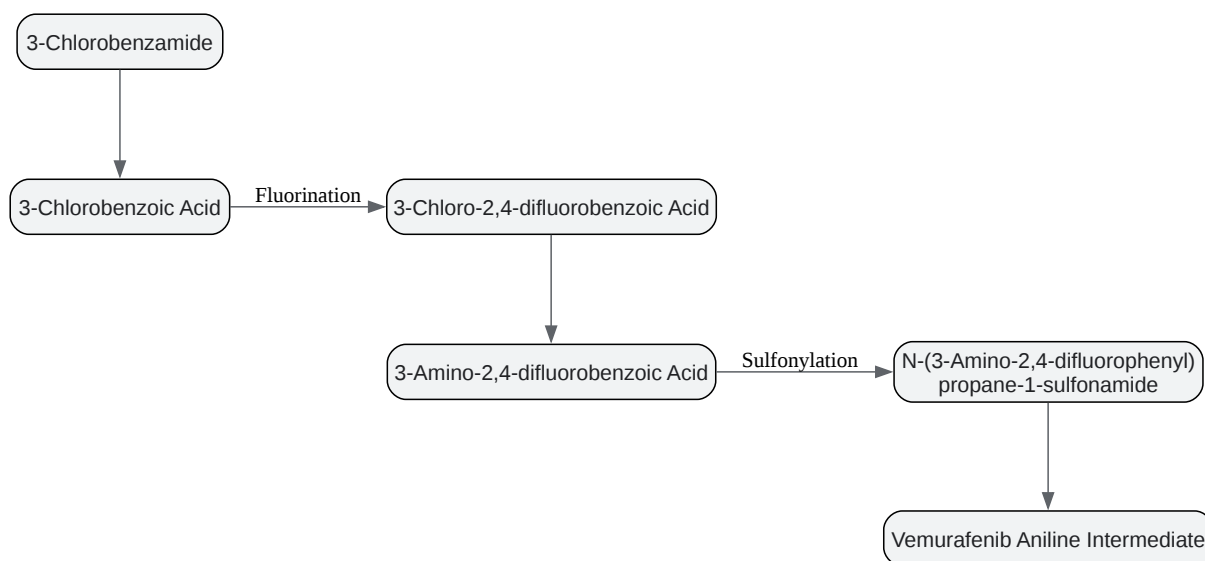 3-Chlorobenzamide
3-Chlorobenzoic Acid
Fluorination
3-Chloro-2,4-difluorobenzoic Acid
3-Amino-2,4-difluorobenzoic Acid
Sulfonylation
N-(3-Amino-2,4-difluorophenyl)
propane-1-sulfonamide
Vemurafenib Aniline Intermediate